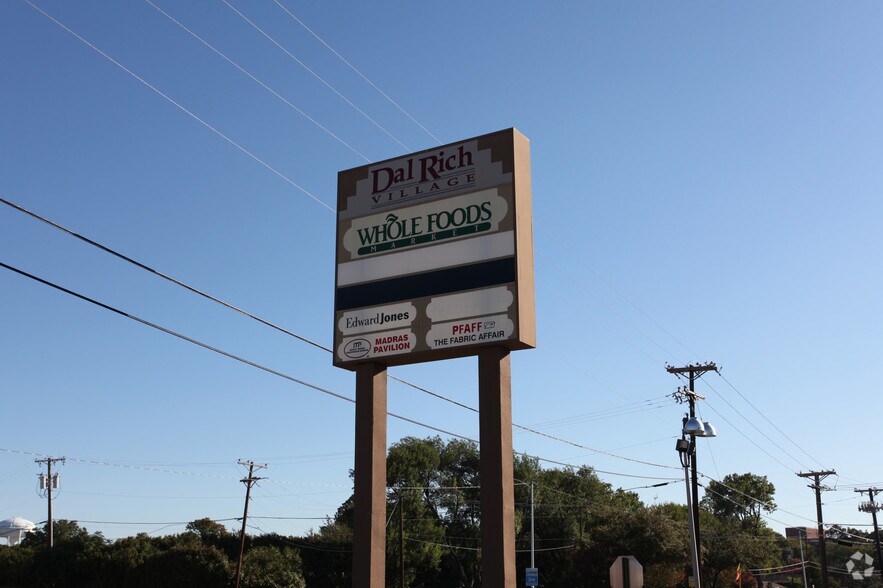 Dal Rich
VILLAGE
WHOLE FOODS
MARKET
Edward Jones
MADRAS
PAVILION
PFAFF
THE FABRIC AFFAIR